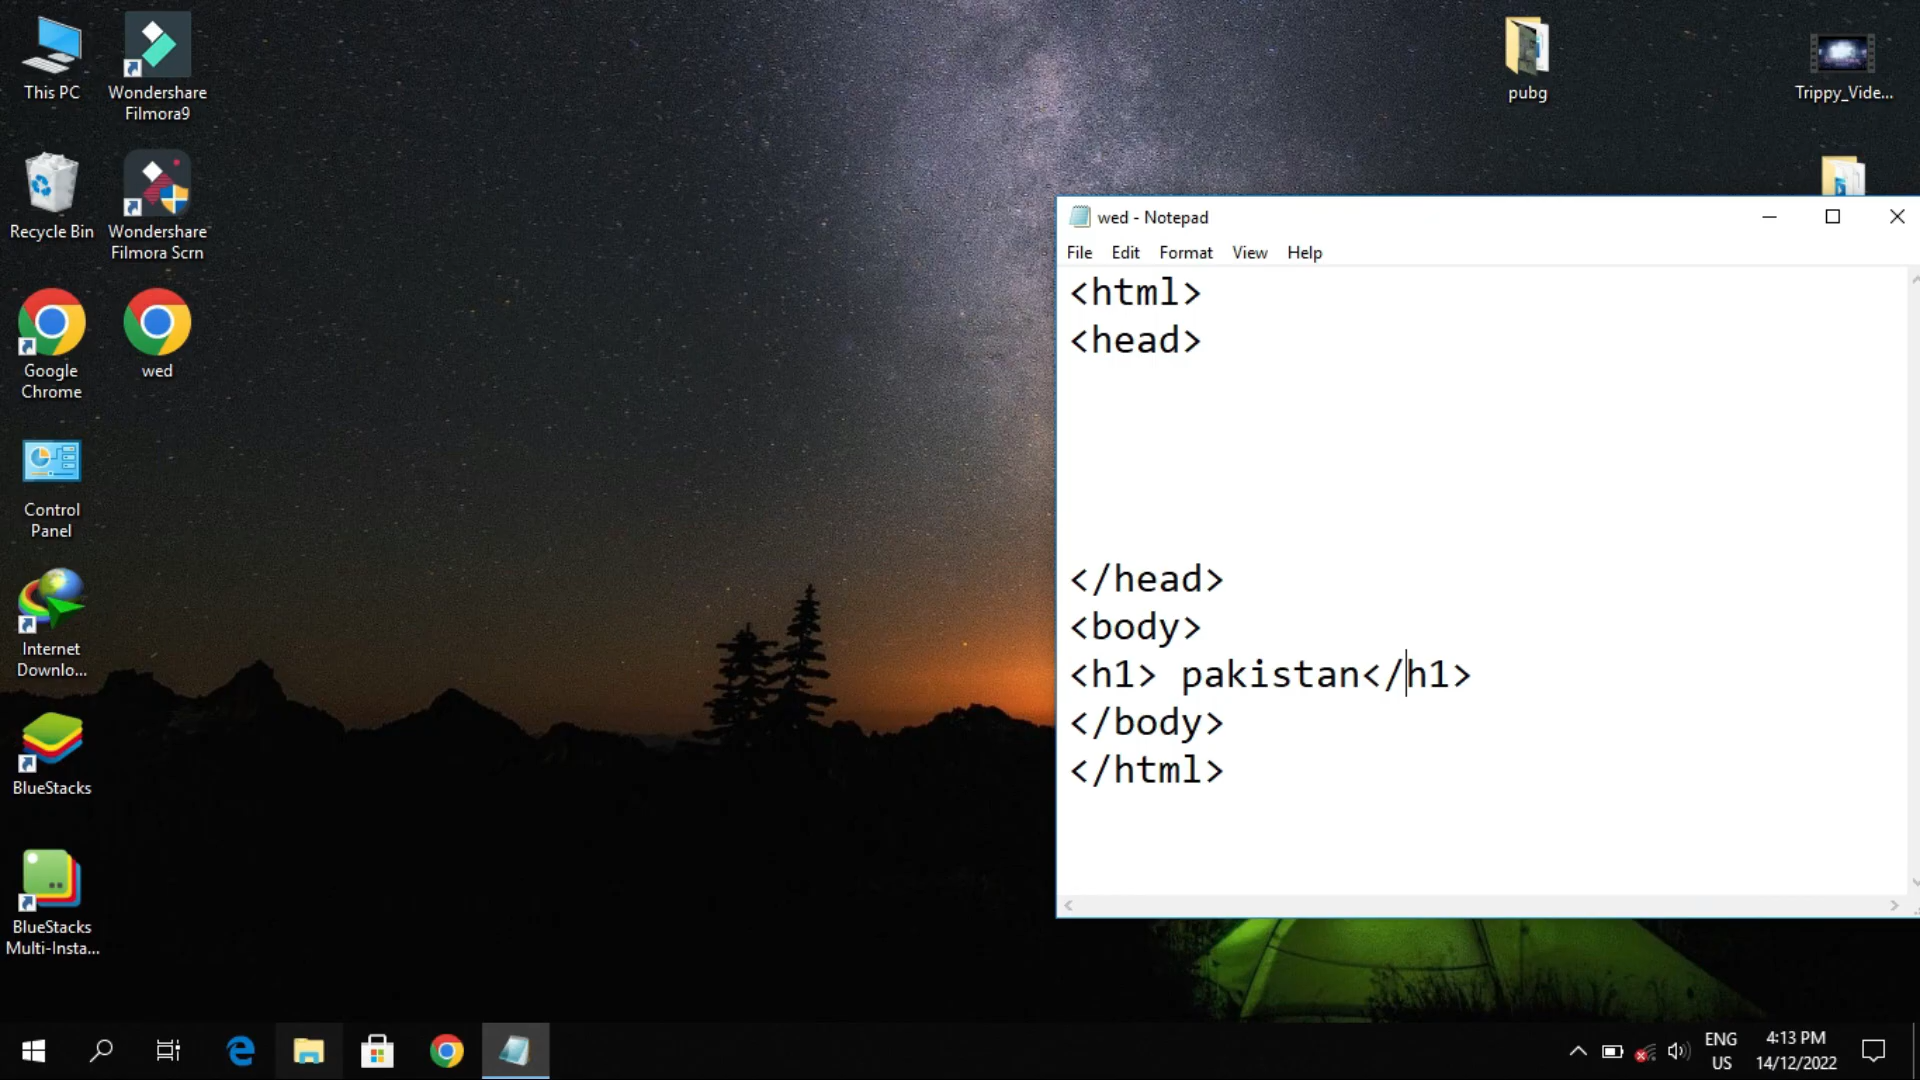 This PC
Wondershare
Filmora9
Recycle Bin
Wondershare
Filmora Scrn
Google
Chrome
wed
Control
Panel
Internet
Downlo...
BlueStacks
BlueStacks
Multi-Insta...
pubg
Trippy_Vide...
wed - Notepad
File Edit Format View Help
<html>
<head>
</head>
<body>
<h1> pakistan</h1>
</body>
</html>
ENG
US
4:13 PM
14/12/2022